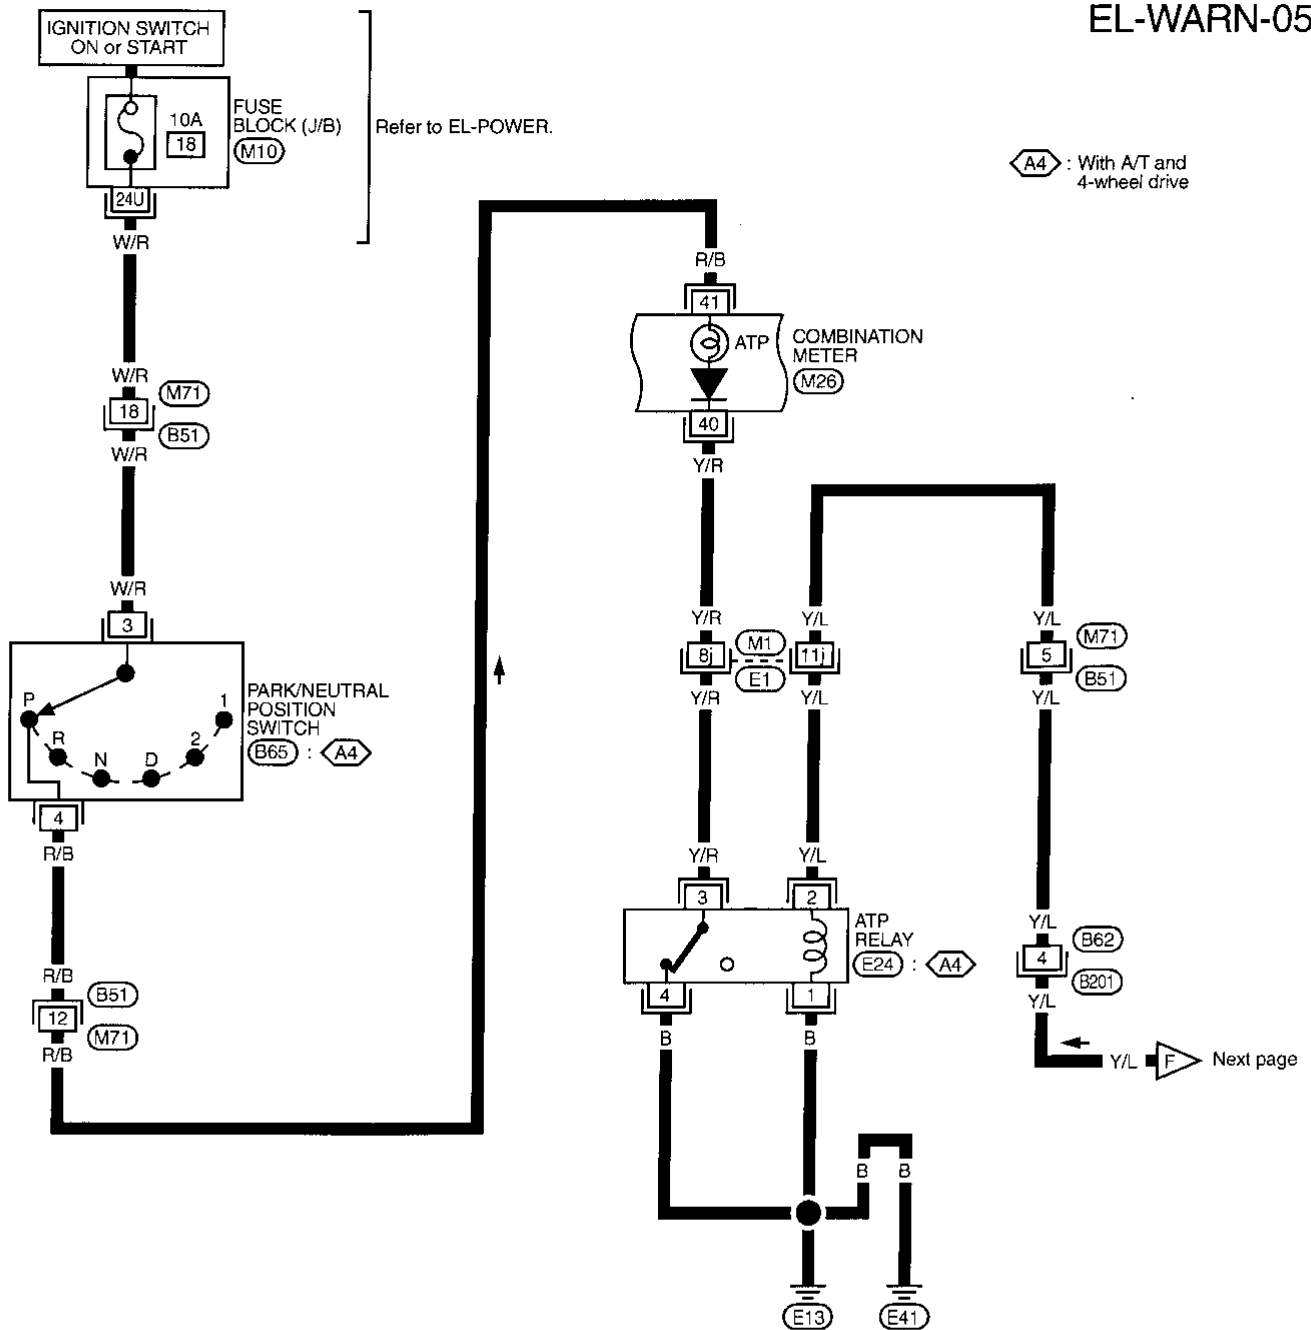 EL-WARN-05
IGNITION SWITCH
ON or START
10A
18
FUSE
BLOCK (J/B)
M10
Refer to EL-POWER.
A4 : With A/T and
4-wheel drive
24U
W/R
W/R
18
M71
B51
W/R
W/R
3
P
R
N
D
2
1
PARK/NEUTRAL
POSITION
SWITCH
B65 : A4
4
R/B
R/B
12
B51
M71
R/B
R/B
41
ATP
COMBINATION
METER
M26
40
Y/R
Y/R
8j
M1
E1
Y/R
Y/L
11j
Y/L
Y/L
5
M71
B51
Y/L
Y/R
3
Y/L
2
ATP
RELAY
E24 : A4
4
1
B
B
Y/L
4
B62
B201
Y/L
Y/L
F
Next page
B
B
E13
E41